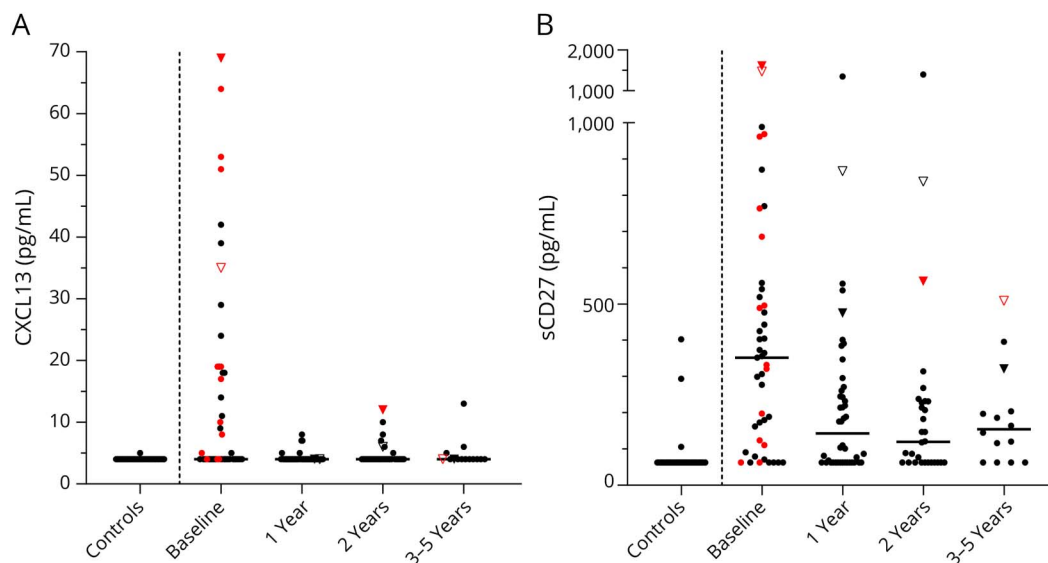 A
CXCL13 (pg/mL)
70
60
50
40
30
20
10
0
Controls
Baseline
1 Year
2 Years
3–5 Years
B
sCD27 (pg/mL)
2,000
1,000
1,000
500
0
Controls
Baseline
1 Year
2 Years
3–5 Years